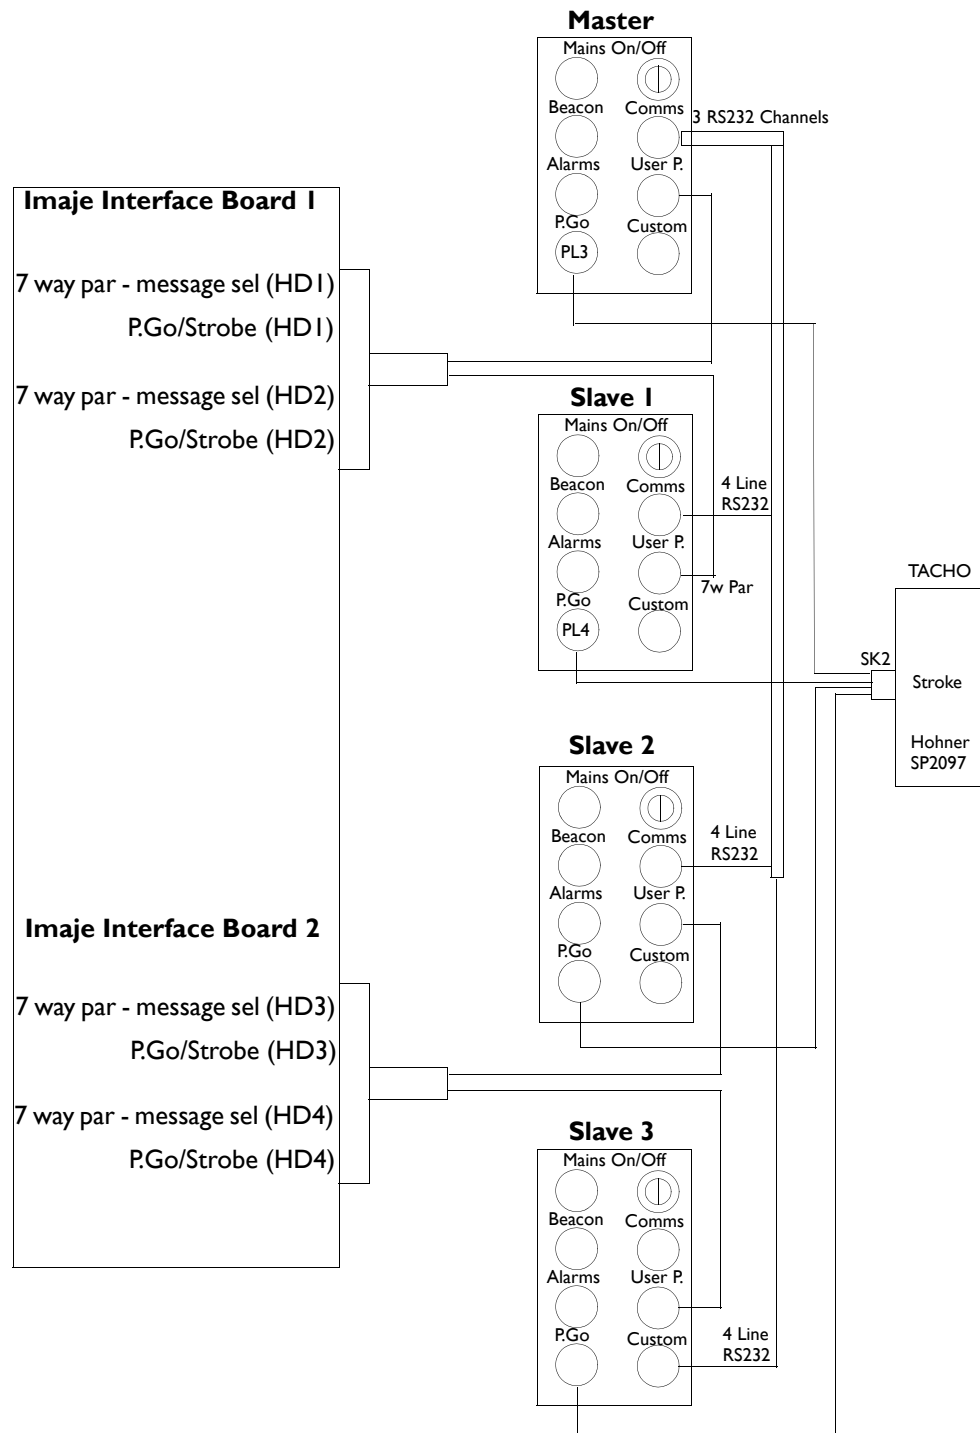 Master
Mains On/Off
Beacon
Comms
3 RS232 Channels
Alarms
User P.
P.Go
Custom
PL3
Imaje Interface Board 1
7 way par - message sel (HD1)
P.Go/Strobe (HD1)
7 way par - message sel (HD2)
P.Go/Strobe (HD2)
Slave 1
Mains On/Off
Beacon
Comms
4 Line
RS232
Alarms
User P.
7w Par
P.Go
Custom
PL4
TACHO
SK2
Stroke
Hohner
SP2097
Slave 2
Mains On/Off
Beacon
Comms
4 Line
RS232
Alarms
User P.
P.Go
Custom
Imaje Interface Board 2
7 way par - message sel (HD3)
P.Go/Strobe (HD3)
7 way par - message sel (HD4)
P.Go/Strobe (HD4)
Slave 3
Mains On/Off
Beacon
Comms
Alarms
User P.
P.Go
Custom
4 Line
RS232